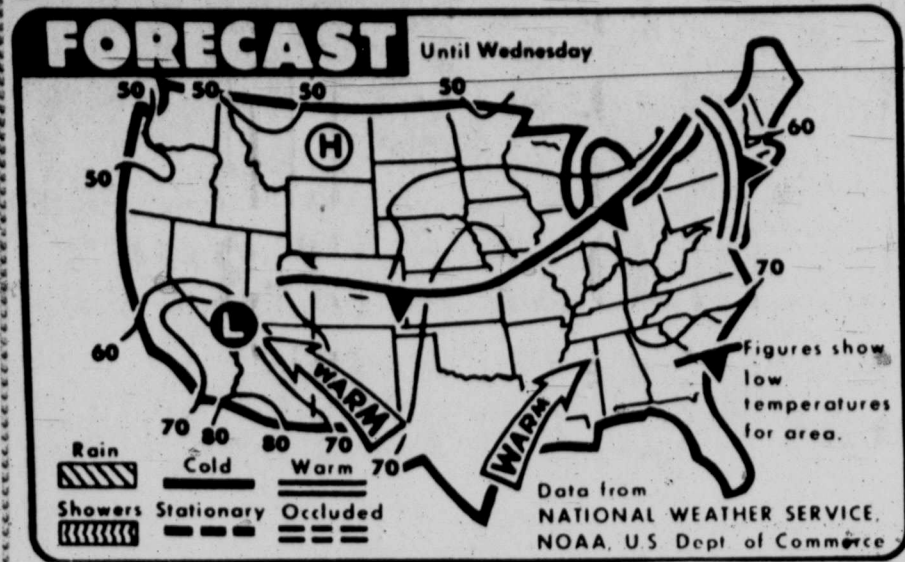 FORECAST Until Wednesday
50 50 50 50
H
60
50
70
L
60
Figures show
low
temperatures
for area.
WARM
WARM
70 80 80 70 70
Rain Cold Warm
Showers Stationary Occluded
Data from
NATIONAL WEATHER SERVICE,
NOAA, U.S. Dept. of Commerce